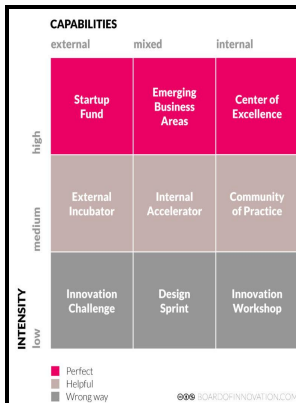 CAPABILITIES
external mixed internal
Startup
Fund
Emerging
Business
Areas
Center of
Excellence
high
External
Incubator
Internal
Accelerator
Community
of Practice
medium
Innovation
Challenge
Design
Sprint
Innovation
Workshop
low
INTENSITY
Perfect
Helpful
Wrong way
BOARDOFINNOVATION.COM